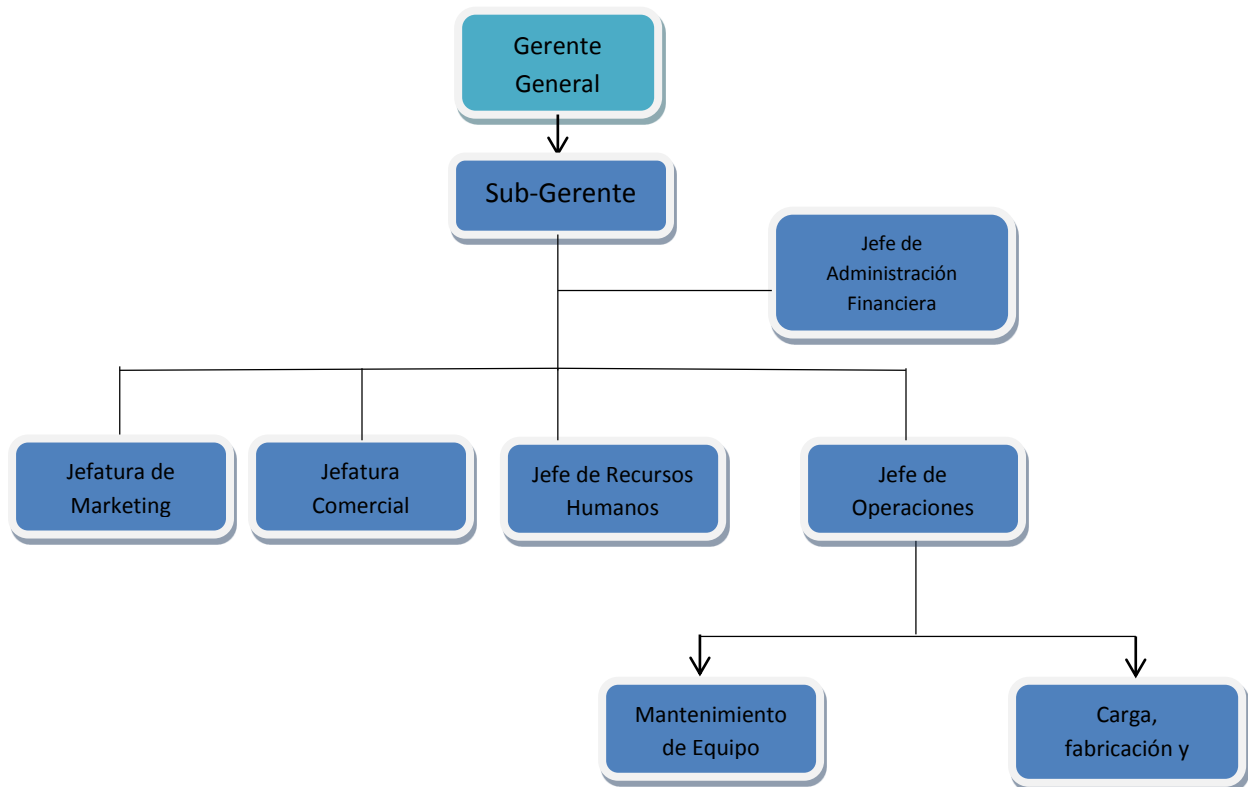 Gerente
General
Sub-Gerente
Jefe de
Administración
Financiera
Jefatura de
Marketing
Jefatura
Comercial
Jefe de Recursos
Humanos
Jefe de
Operaciones
Mantenimiento
de Equipo
Carga,
fabricación y